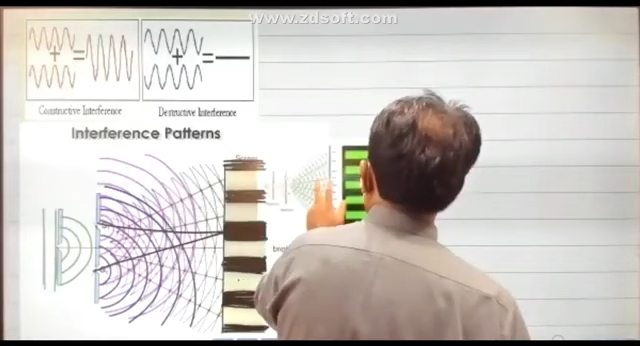 www.zdsoft.com
Constructive Interference
Destructive Interference
Interference Patterns